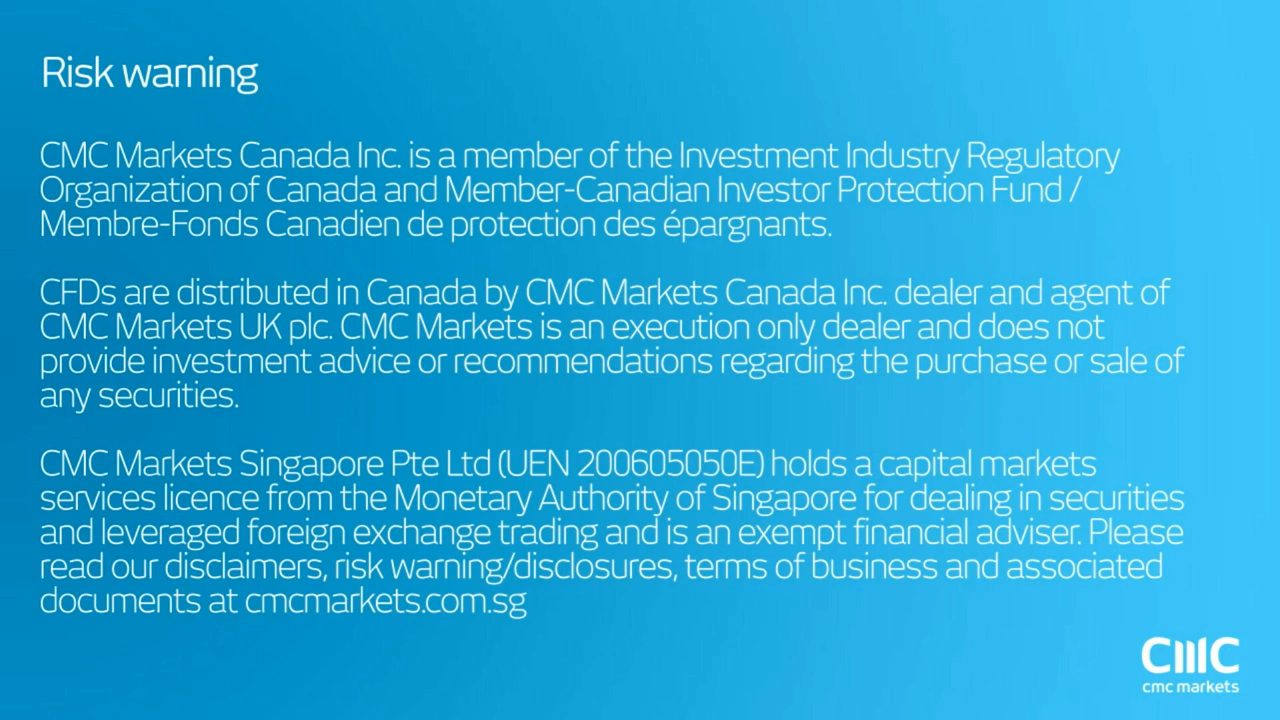 Risk warning
CMC Markets Canada Inc. is a member of the Investment Industry Regulatory
Organization of Canada and Member-Canadian Investor Protection Fund /
Membre-Fonds Canadien de protection des épargnants.
CFDs are distributed in Canada by CMC Markets Canada Inc. dealer and agent of
CMC Markets UK plc. CMC Markets is an execution only dealer and does not
provide investment advice or recommendations regarding the purchase or sale of
any securities.
CMC Markets Singapore Pte Ltd (UEN 200605050E) holds a capital markets
services licence from the Monetary Authority of Singapore for dealing in securities
and leveraged foreign exchange trading and is an exempt financial adviser. Please
read our disclaimers, risk warning/disclosures, terms of business and associated
documents at cmcmarkets.com.sg
CMC
cmc markets